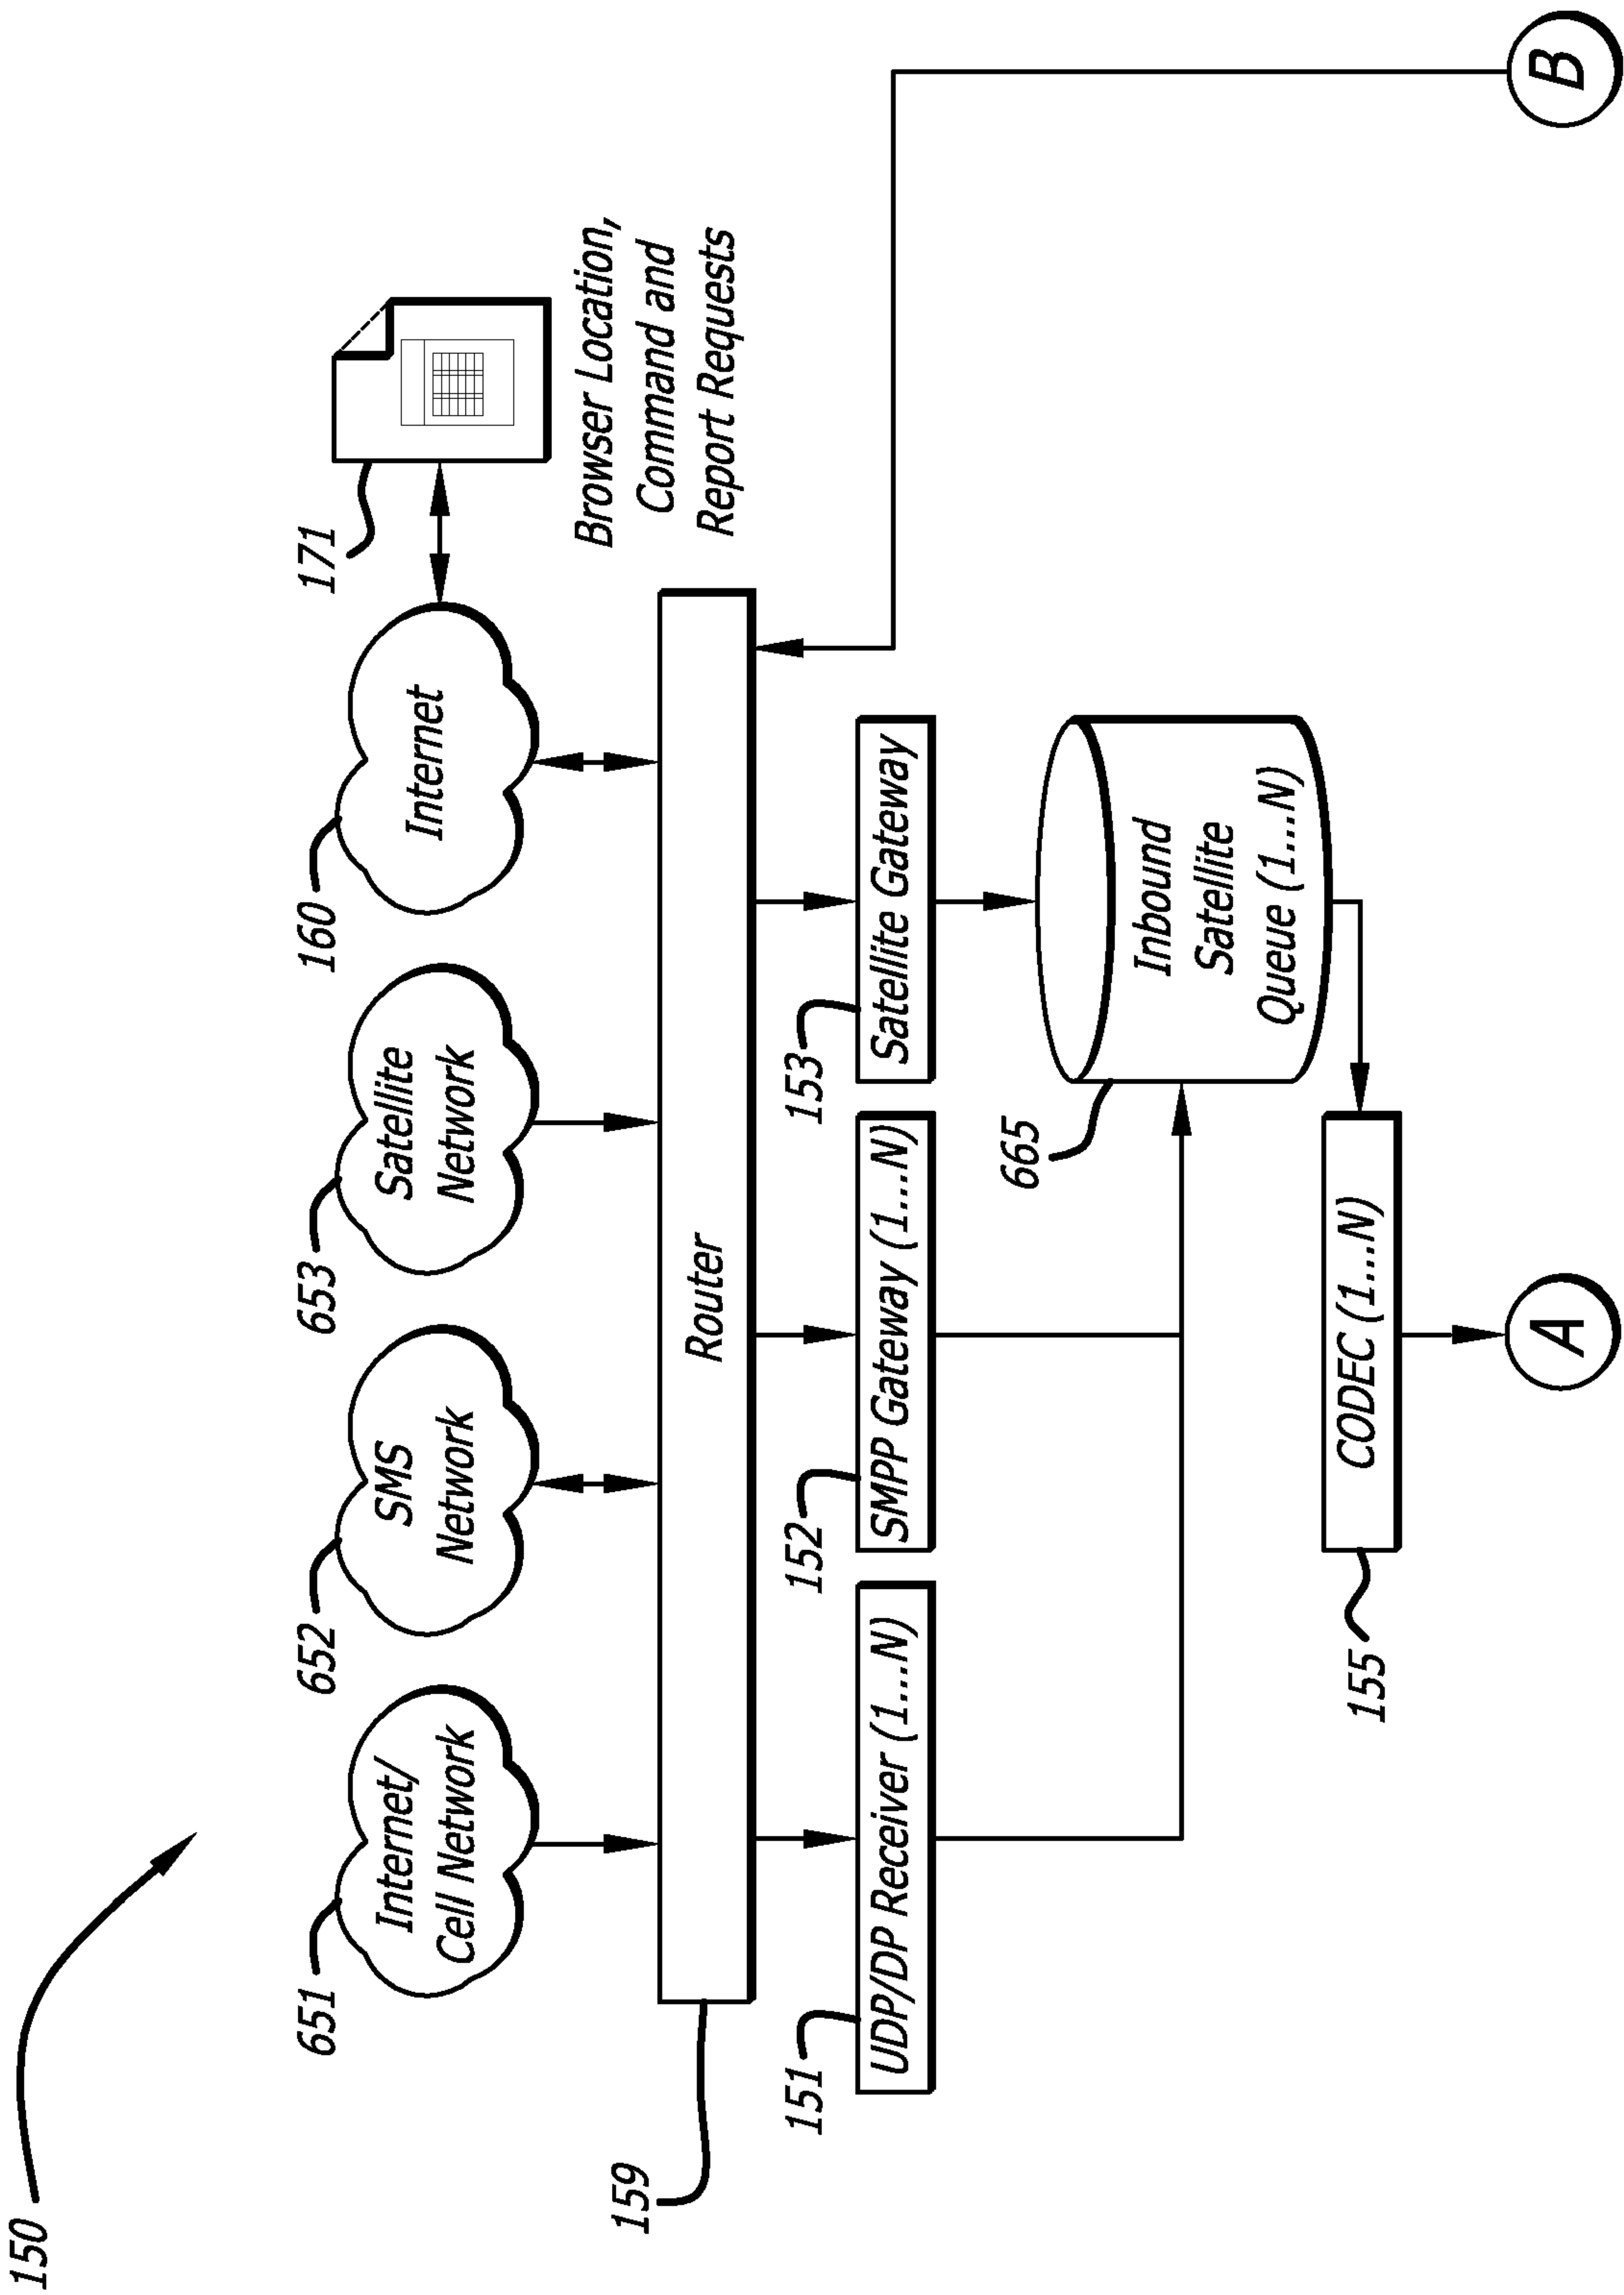 150
651
Internet/
Cell Network
652
SMS
Network
653
Satellite
Network
160
Internet
171
Browser Location,
Command and
Report Requests
159
Router
151
UDP/DP Receiver (1...N)
152
SMPP Gateway (1...N)
153
Satellite Gateway
665
Inbound
Satellite
Queue (1...N)
155
CODEC (1...N)
A
B